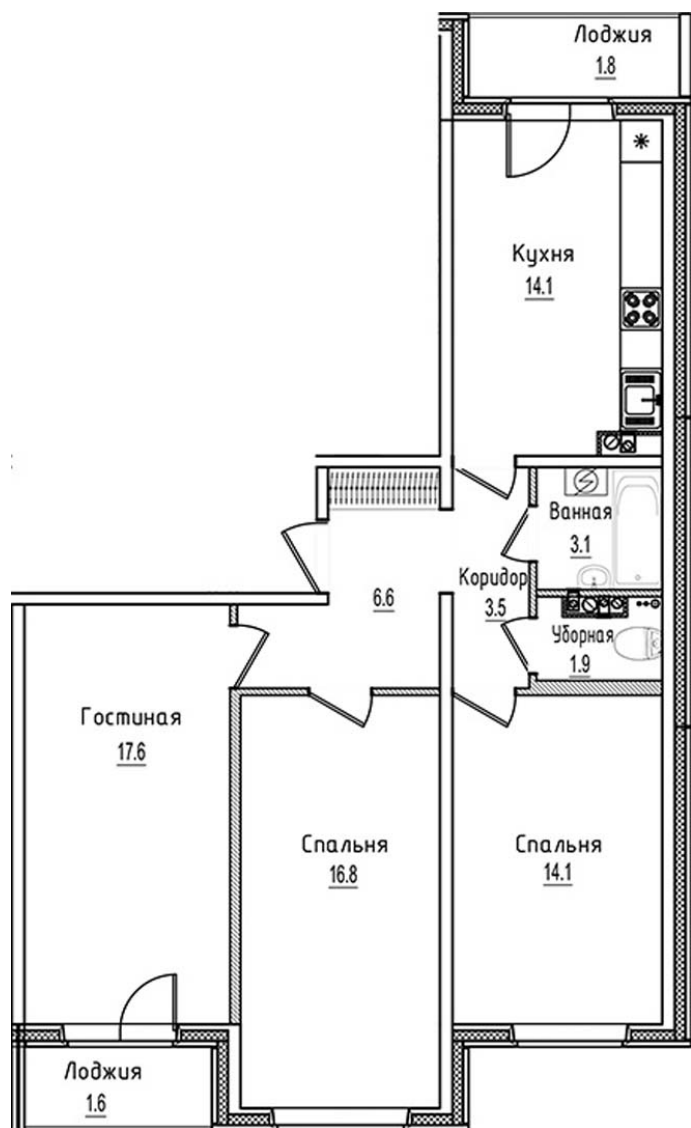 Лоджия
1.8
Кухня
14.1
Ванная
3.1
Коридор
3.5
6.6
Уборная
1.9
Гостиная
17.6
Спальня
16.8
Спальня
14.1
Лоджия
1.6